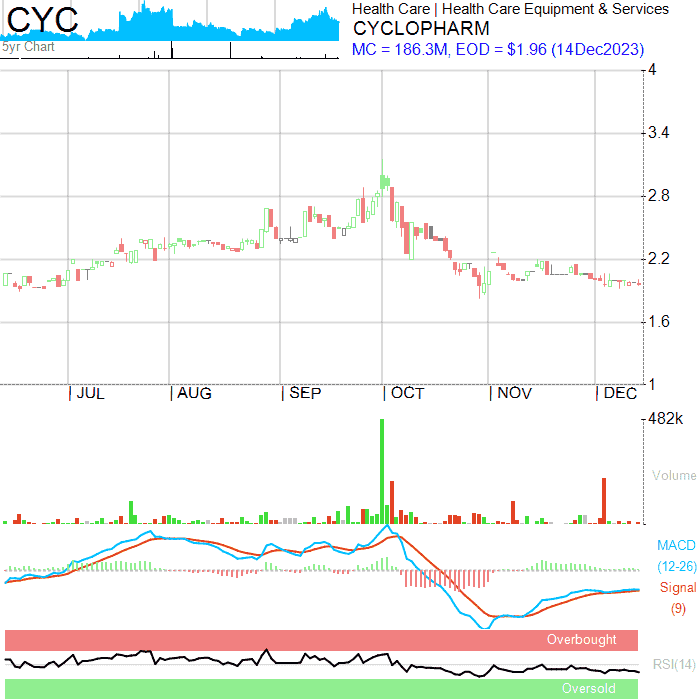 CYC
5yr Chart
Health Care | Health Care Equipment & Services
CYCLOPHARM
MC = 186.3M, EOD = $1.96 (14Dec2023)
4
3.4
2.8
2.2
1.6
1
| JUL | AUG | SEP | OCT | NOV | DEC
482k
Volume
MACD
(12-26)
Signal
(9)
Overbought
RSI(14)
Oversold